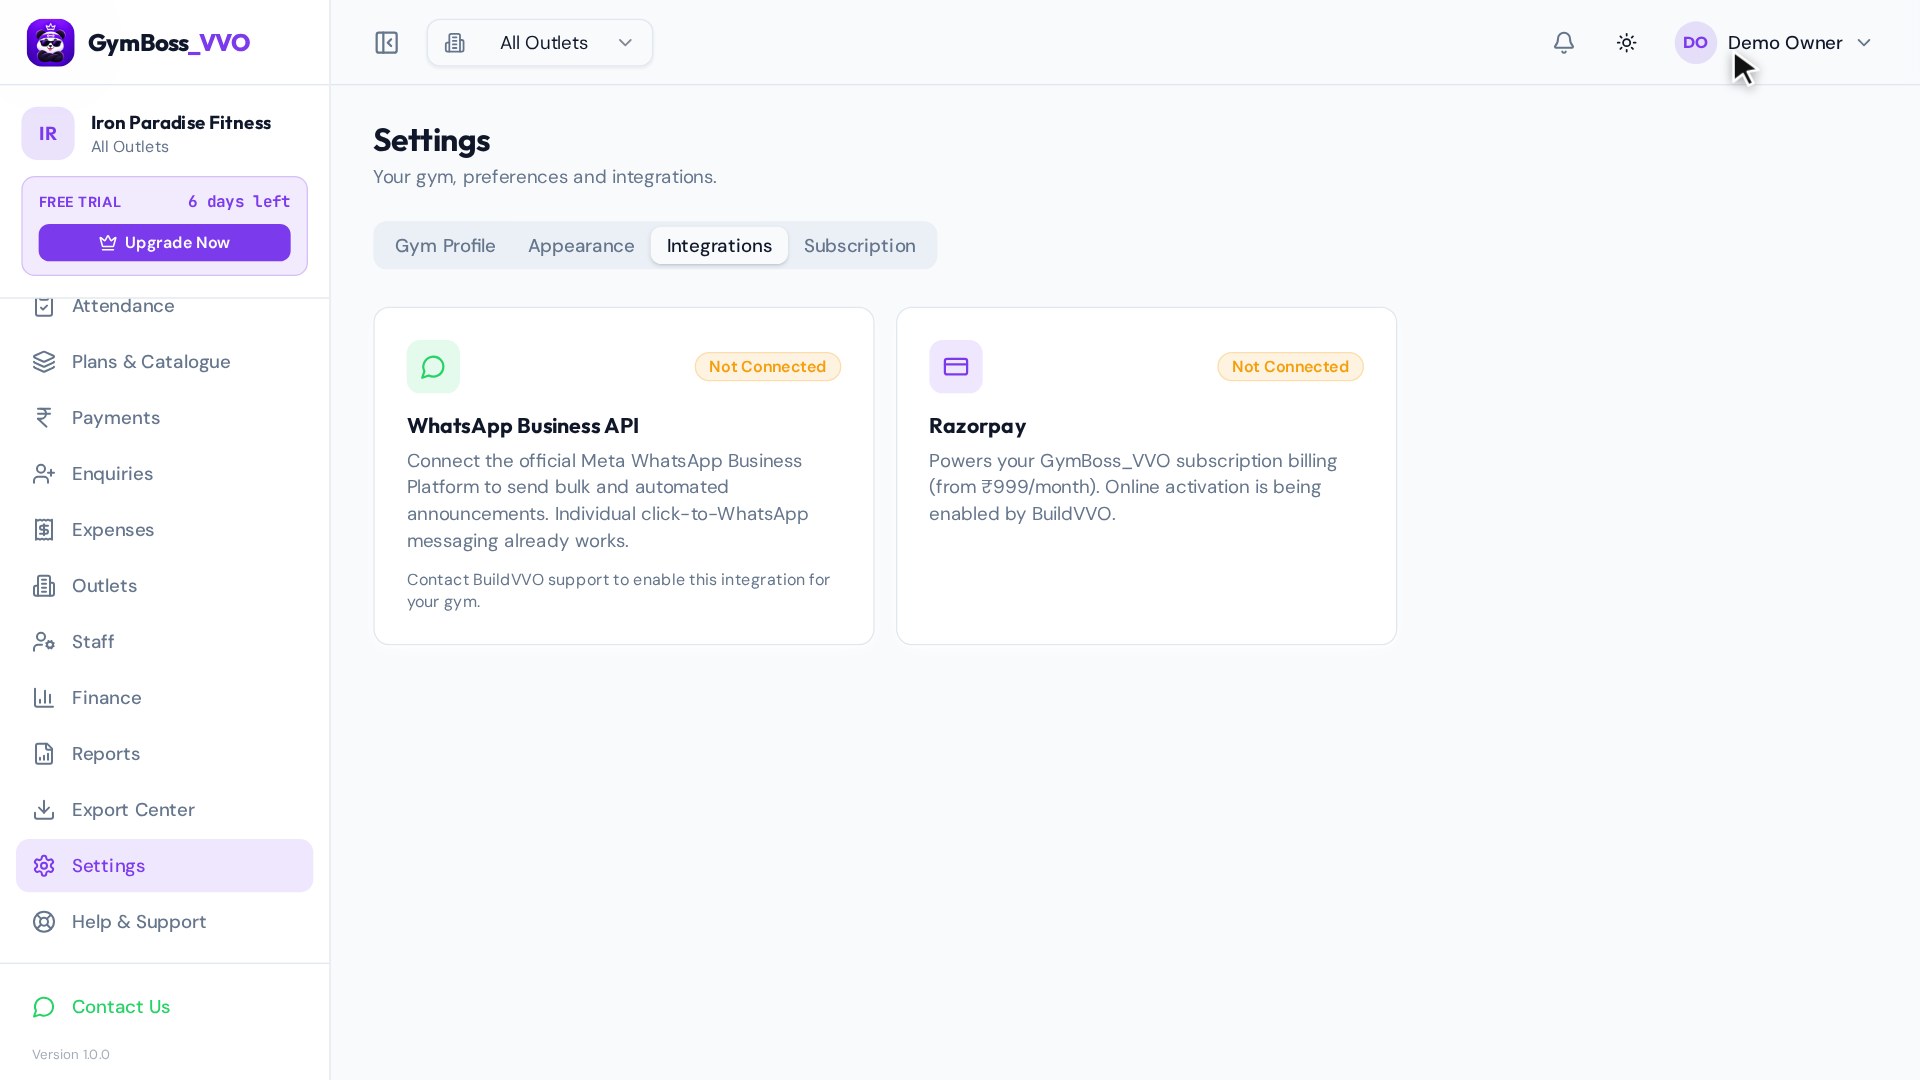 GymBoss_VVO
All Outlets
DO
Demo Owner
IR
Iron Paradise Fitness
All Outlets
FREE TRIAL
6 days left
Upgrade Now
Attendance
Plans & Catalogue
Payments
Enquiries
Expenses
Outlets
Staff
Finance
Reports
Export Center
Settings
Help & Support
Contact Us
Version 1.0.0
Settings
Your gym, preferences and integrations.
Gym Profile
Appearance
Integrations
Subscription
Not Connected
WhatsApp Business API
Connect the official Meta WhatsApp Business
Platform to send bulk and automated
announcements. Individual click-to-WhatsApp
messaging already works.
Contact BuildVVO support to enable this integration for
your gym.
Not Connected
Razorpay
Powers your GymBoss_VVO subscription billing
(from ₹999/month). Online activation is being
enabled by BuildVVO.